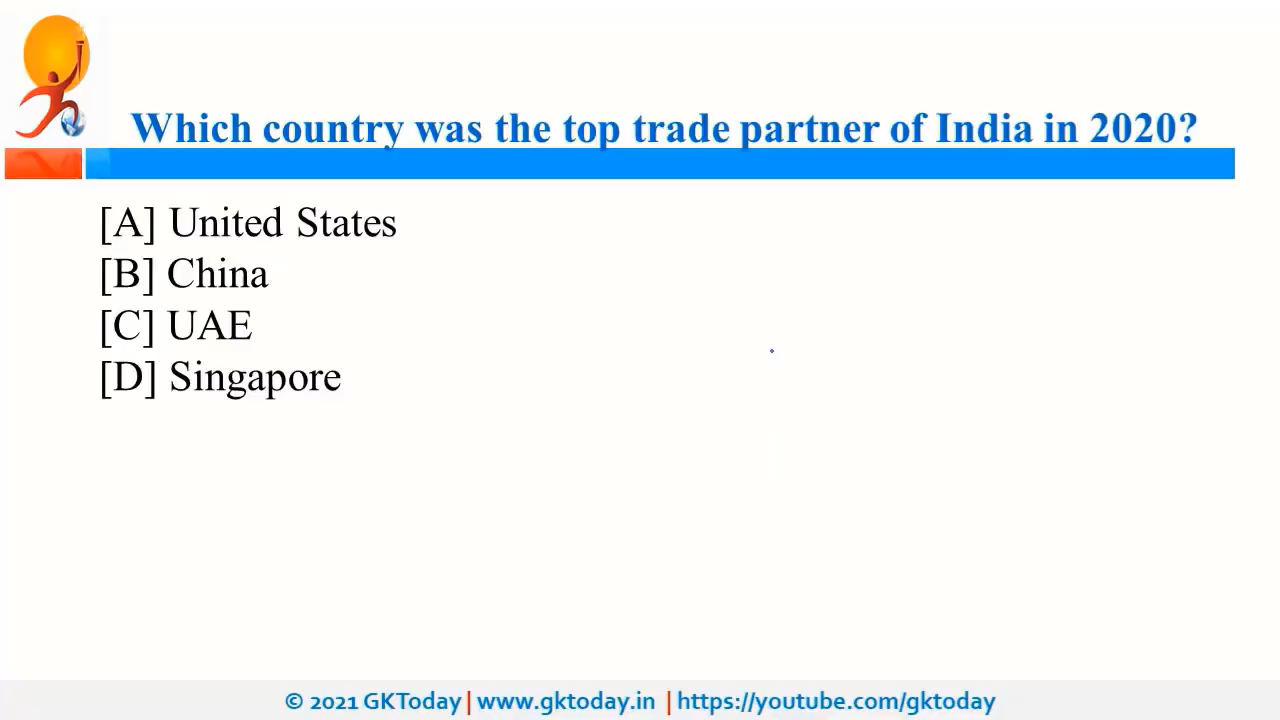 Which country was the top trade partner of India in 2020?
[A] United States
[B] China
[C] UAE
[D] Singapore
© 2021 GKToday | www.gktoday.in | https://youtube.com/gktoday